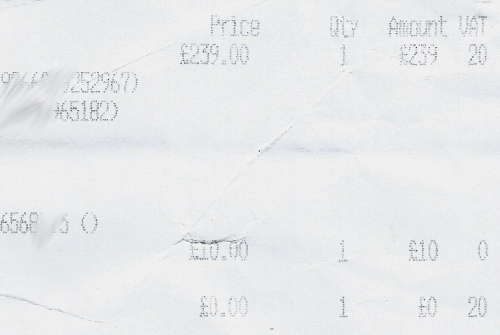 Price Qty Amount VAT
£239.00 1 £239 20
252967)
65182)
()
£10.00 1 £10 0
£0.00 1 £0 20